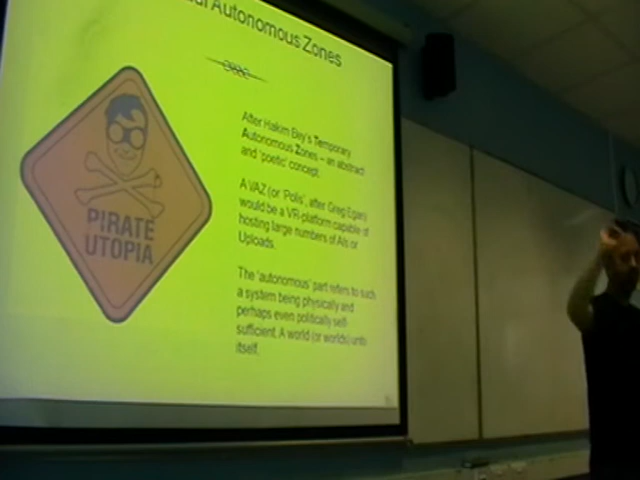 Autonomous Zones
After Hakim Bey's Temporary
Autonomous Zones – an abstract
and 'poetic' concept.
A VAZ (or 'Polis', after Greg Egan)
would be a VR-platform capable of
hosting large numbers of AIs or
Uploads.
The 'autonomous' part refers to such
a system being physically and
perhaps even politically self-
sufficient. A world (or worlds) unto
itself.
PIRATE
UTOPIA